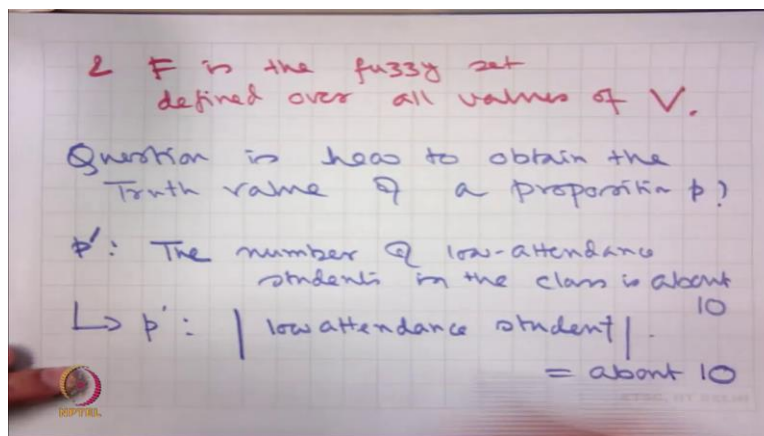 & F is the fuzzy set
defined over all values of V.
Question is how to obtain the
Truth value of a proposition p?
p': The number of low-attendance
students in the class is about
10
↳ p': | low attendance student |.
= about 10
NPTEL